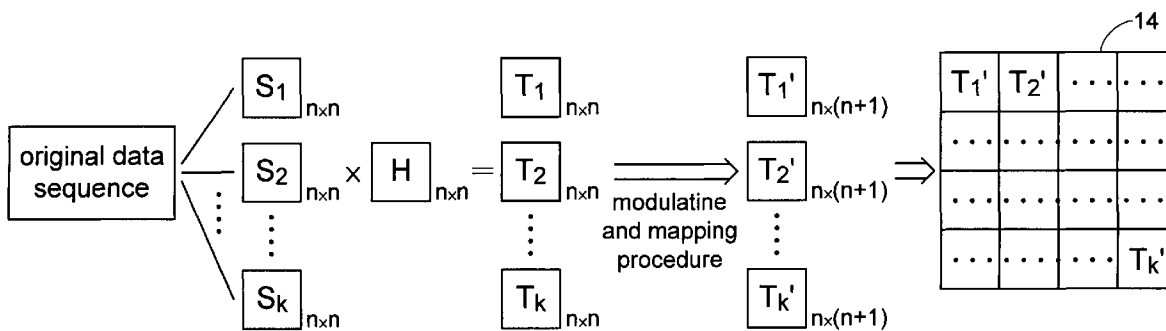 14
original data
sequence
S1 n×n
S2 n×n
Sk n×n
× H n×n =
T1 n×n
T2 n×n
Tk n×n
modulatine
and mapping
procedure
T1' n×(n+1)
T2' n×(n+1)
Tk' n×(n+1)
T1' T2' ······ ······
······ ······ ······ ······
······ ······ ······ ······
······ ······ ······ Tk'